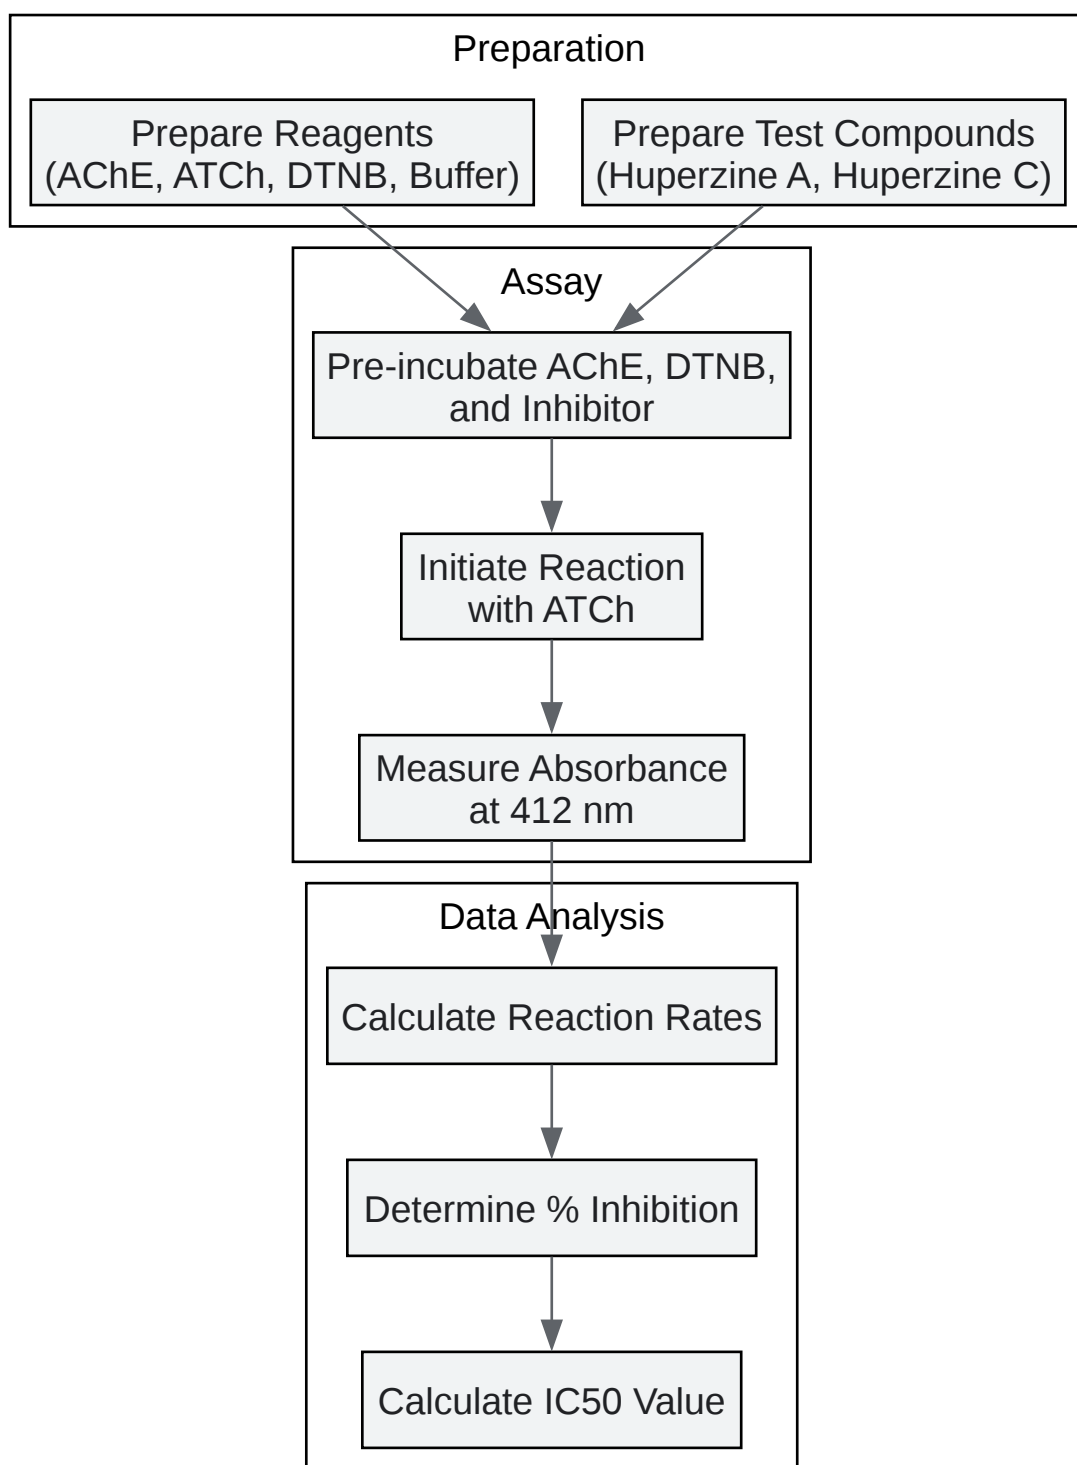 Preparation
Prepare Reagents
(AChE, ATCh, DTNB, Buffer)
Prepare Test Compounds
(Huperzine A, Huperzine C)
Assay
Pre-incubate AChE, DTNB,
and Inhibitor
Initiate Reaction
with ATCh
Measure Absorbance
at 412 nm
Data Analysis
Calculate Reaction Rates
Determine % Inhibition
Calculate IC50 Value